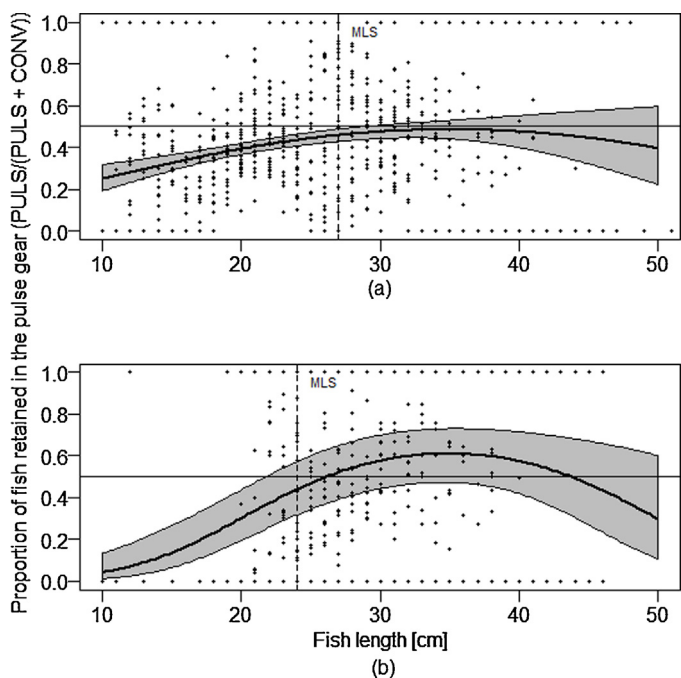 Proportion of fish retained in the pulse gear (PULS/(PULS + CONV))
1.0
0.8
0.6
0.4
0.2
0.0
MLS
10 20 30 40 50
(a)
1.0
0.8
0.6
0.4
0.2
0.0
MLS
10 20 30 40 50
Fish length [cm]
(b)